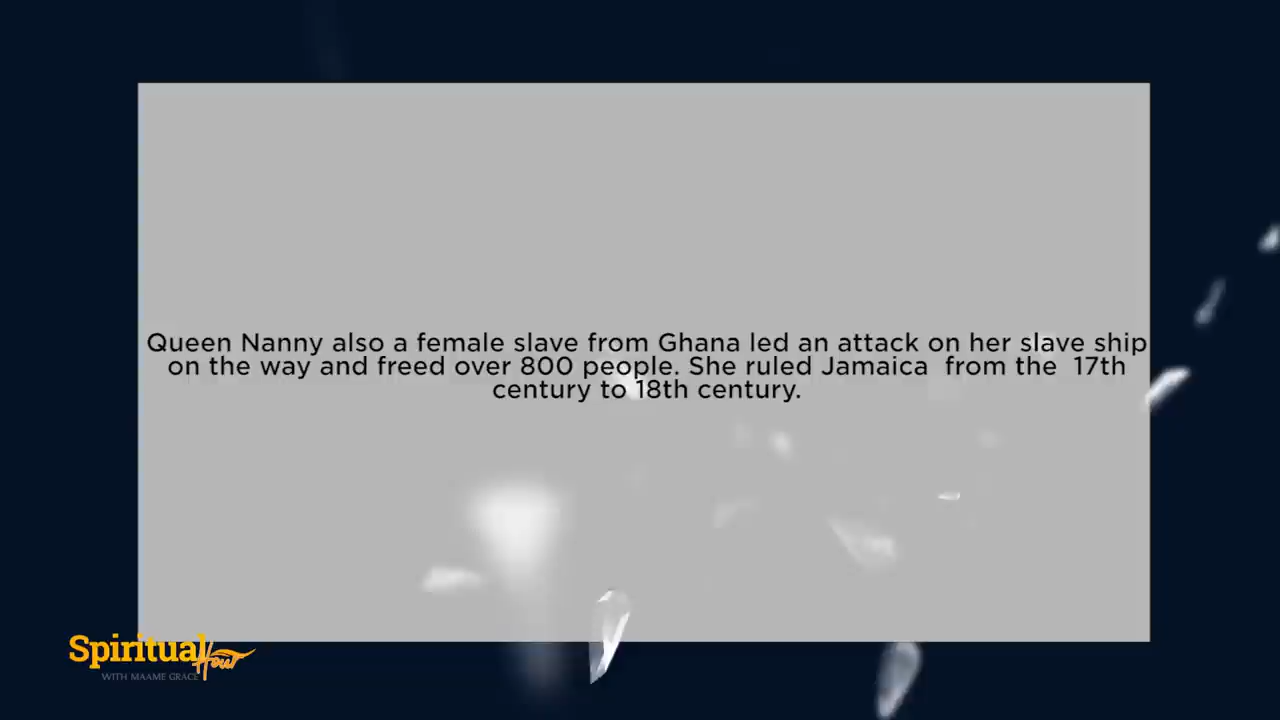 Queen Nanny also a female slave from Ghana led an attack on her slave ship
on the way and freed over 800 people. She ruled Jamaica  from the  17th
century to 18th century.
Spiritual Hour
WITH MAAME GRACE